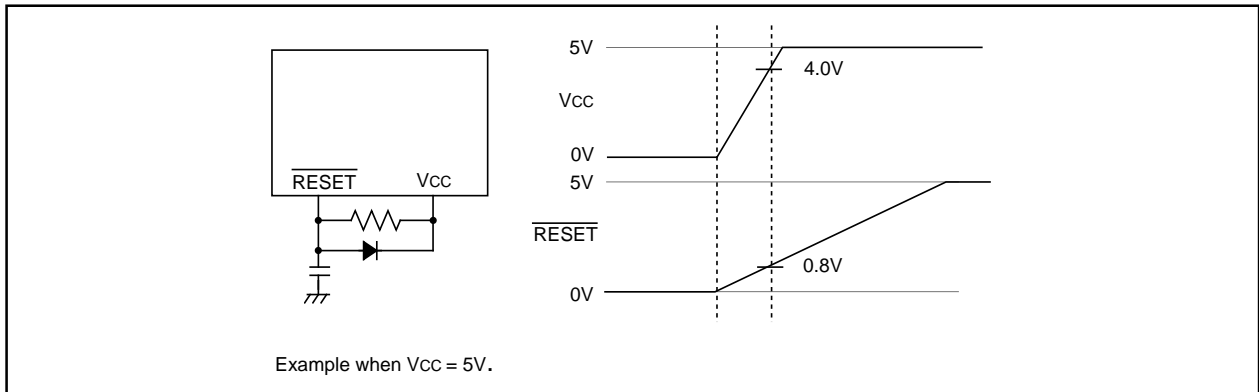 RESET VCC
Example when VCC = 5V.
5V
4.0V
VCC
0V
5V
RESET
0.8V
0V